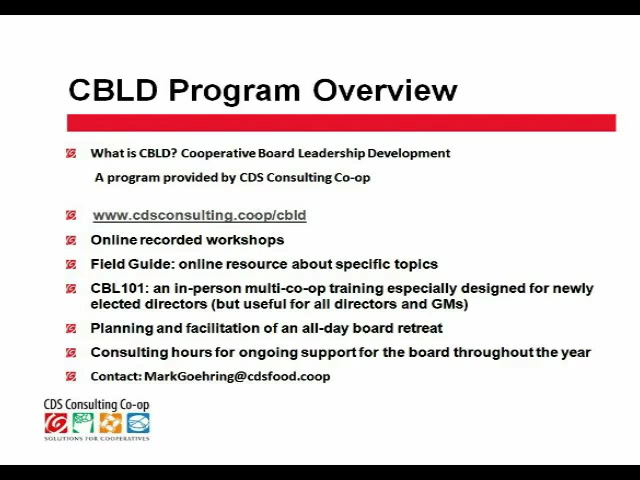 CBLD Program Overview
What is CBLD? Cooperative Board Leadership Development
A program provided by CDS Consulting Co-op
www.cdsconsulting.coop/cbld
Online recorded workshops
Field Guide: online resource about specific topics
CBL101: an in-person multi-co-op training especially designed for newly
elected directors (but useful for all directors and GMs)
Planning and facilitation of an all-day board retreat
Consulting hours for ongoing support for the board throughout the year
Contact: MarkGoehring@cdsfood.coop
CDS Consulting Co-op
SOLUTIONS FOR COOPERATIVES